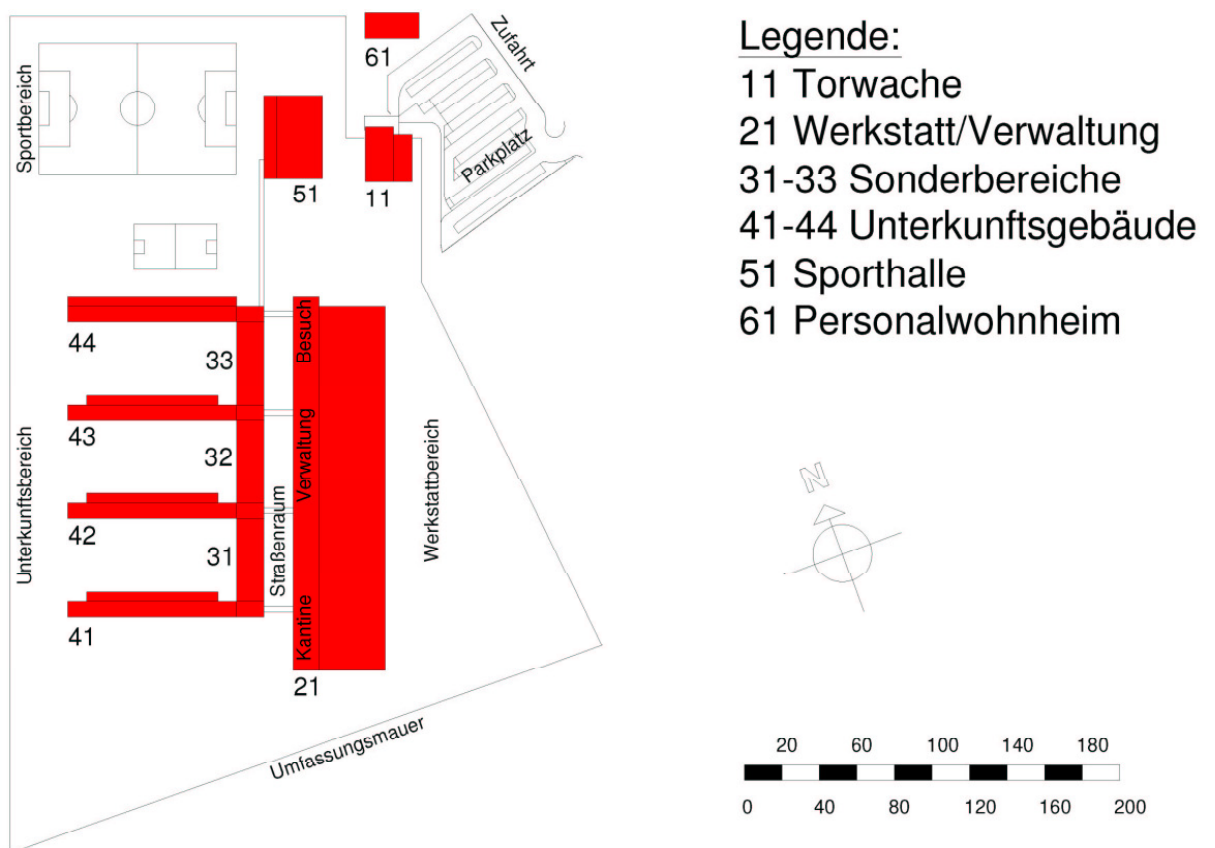 Zufahrt
61
Sportbereich
Parkplatz
51
11
44
33
Besuch
43
32
Verwaltung
Unterkunftsbereich
Straßenraum
Werkstattbereich
42
31
41
Kantine
21
Umfassungsmauer
Legende:
11 Torwache
21 Werkstatt/Verwaltung
31-33 Sonderbereiche
41-44 Unterkunftsgebäude
51 Sporthalle
61 Personalwohnheim
N
20 60 100 140 180
0 40 80 120 160 200